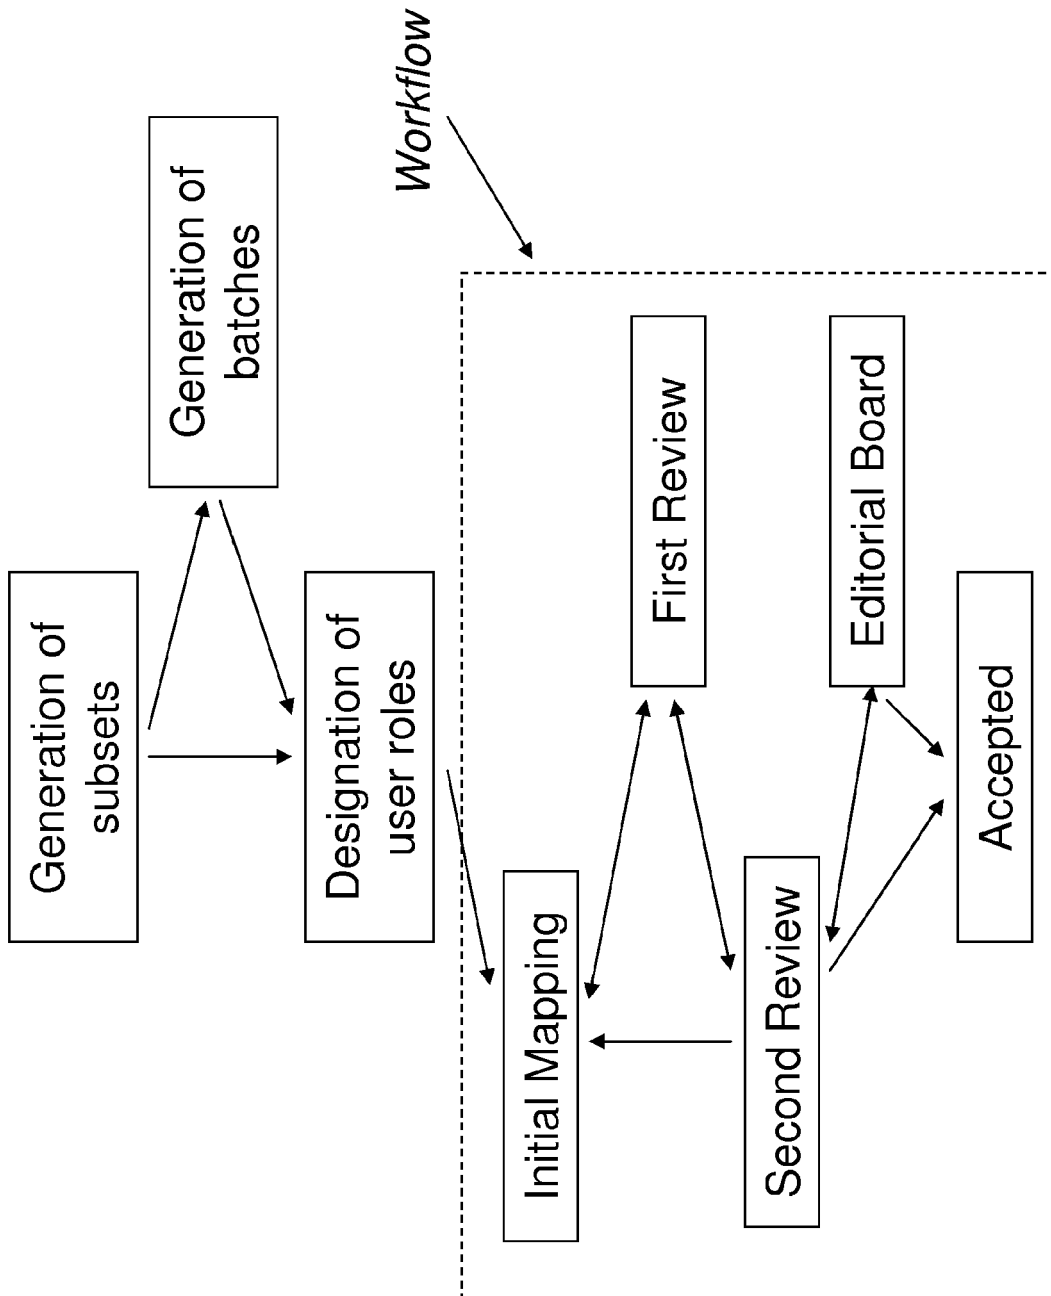 Generation of
subsets
Generation of
batches
Designation of
user roles
Workflow
Initial Mapping
First Review
Second Review
Editorial Board
Accepted